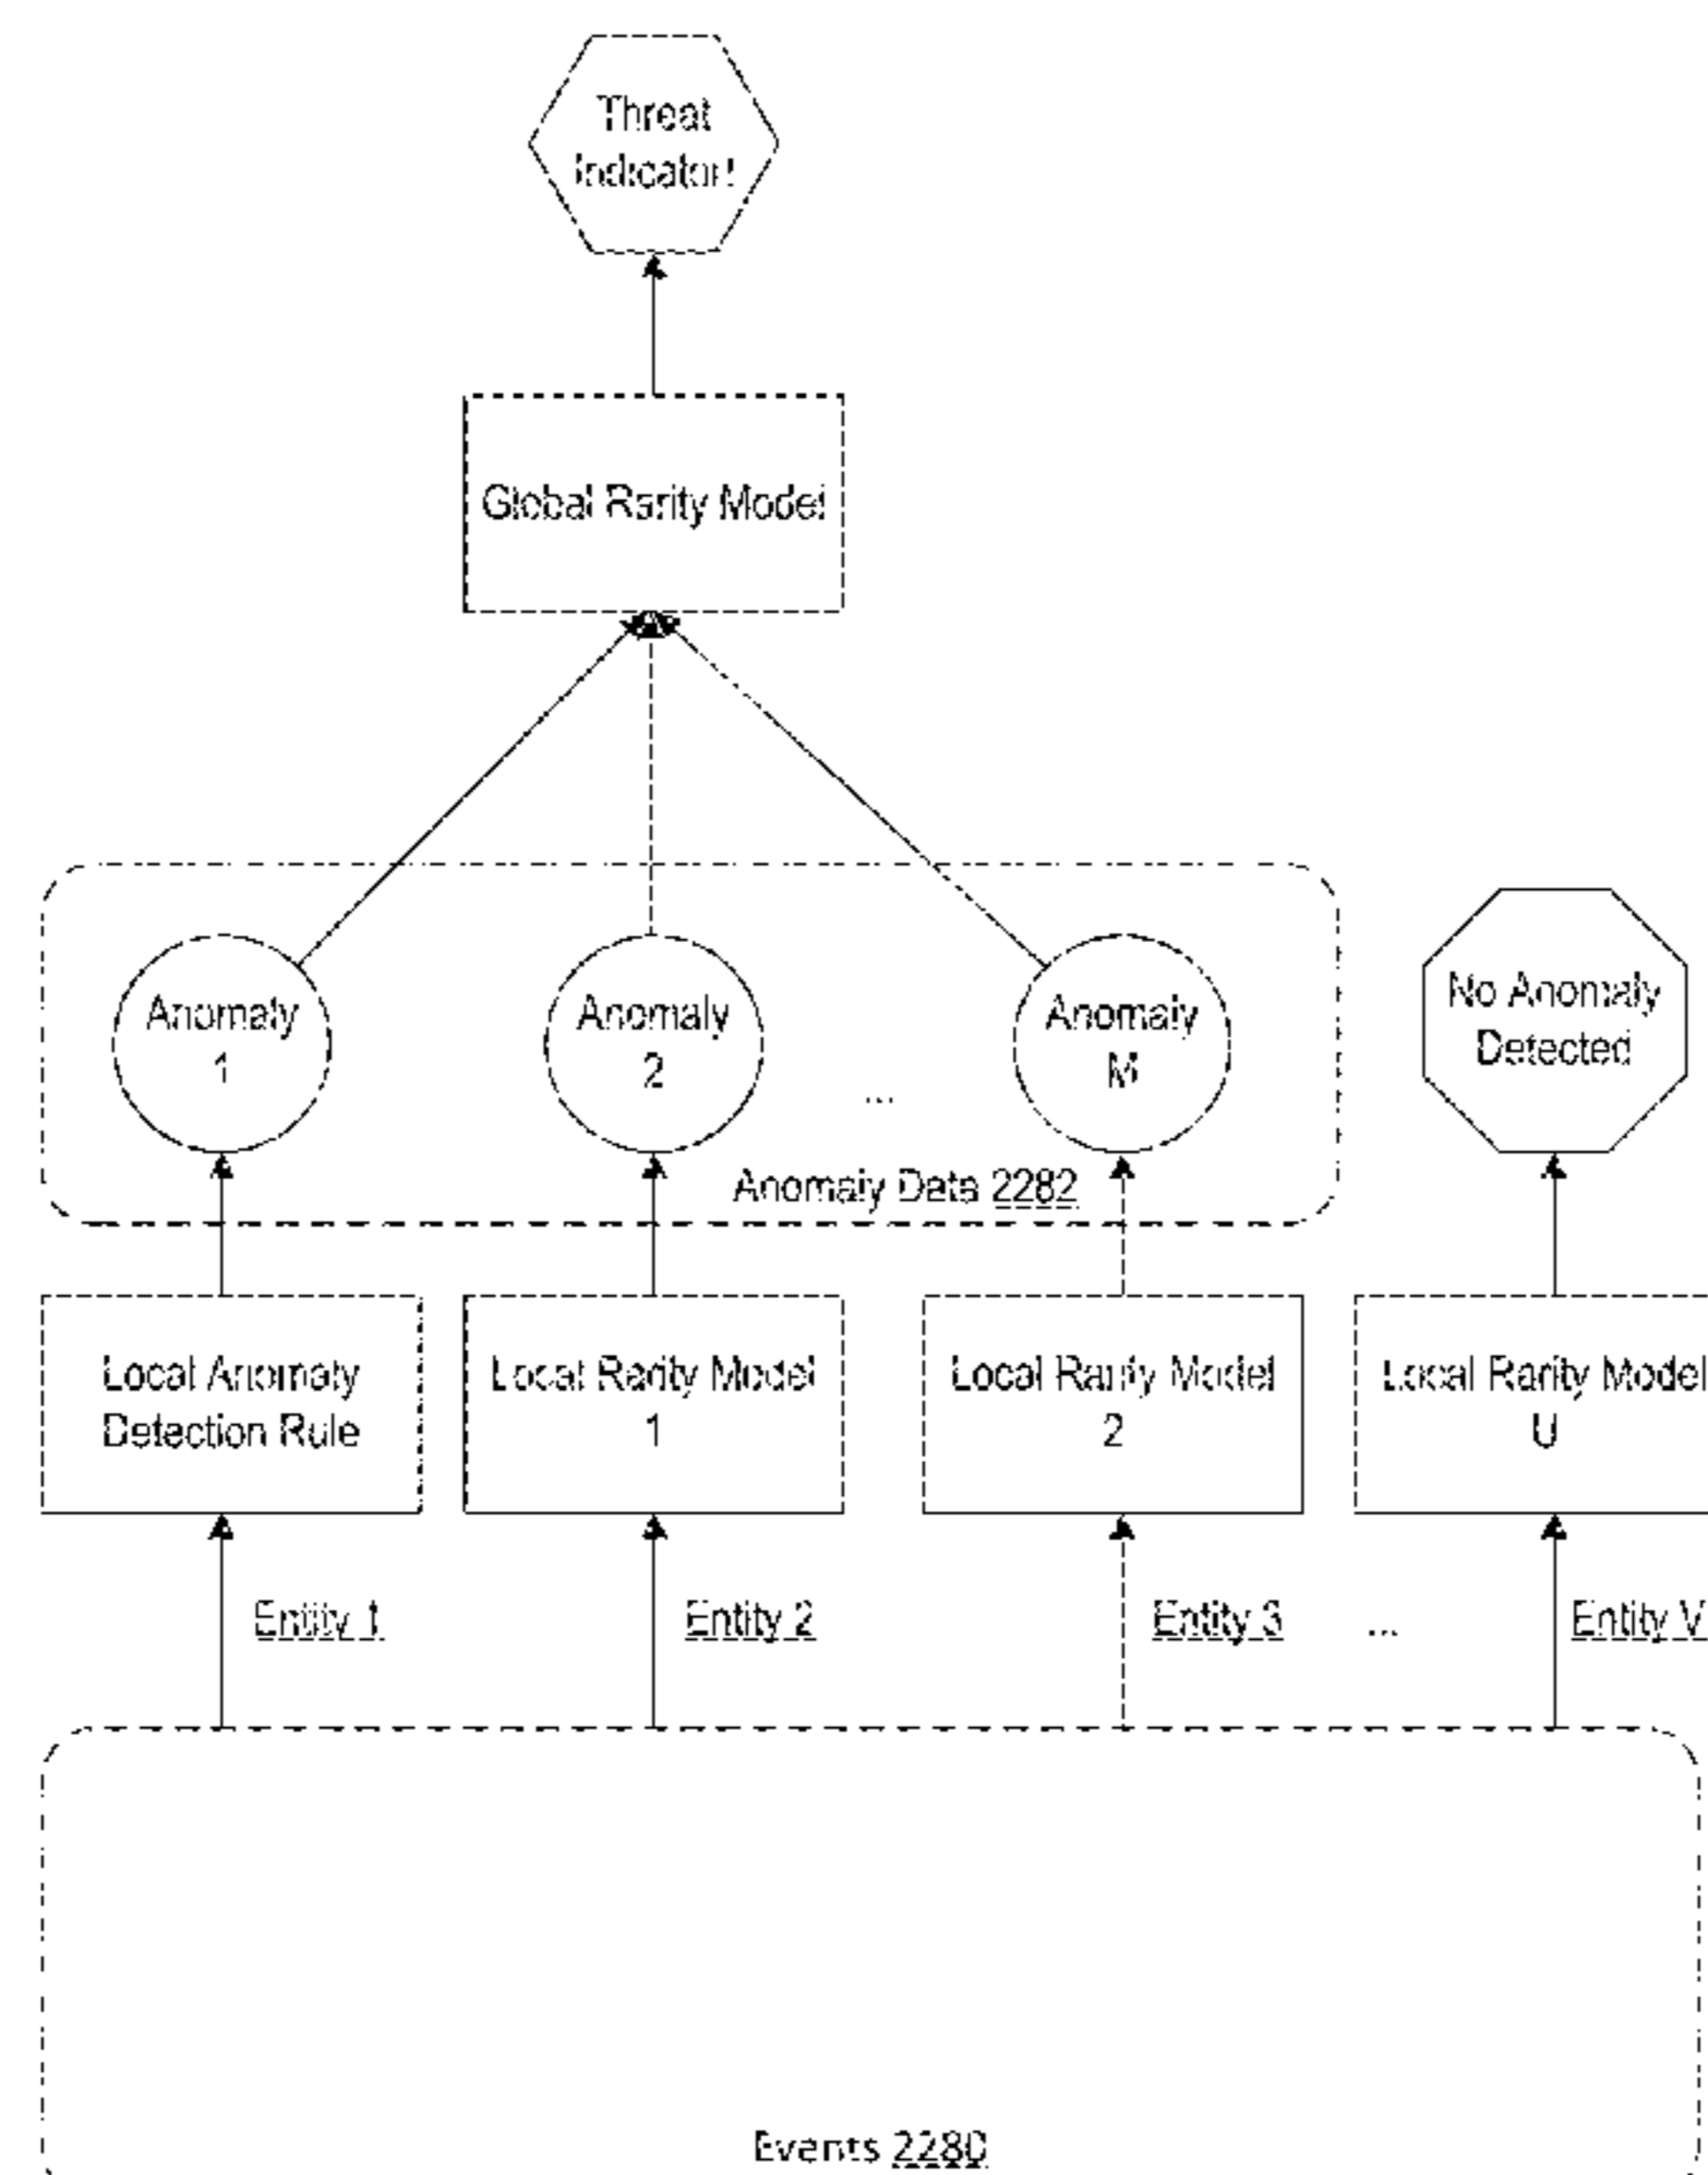 Threat
Indicator!
Global Rarity Model
Anomaly
1
Anomaly
2
...
Anomaly
M
No Anomaly
Detected
Anomaly Data 2282
Local Anomaly
Detection Rule
Local Rarity Model
1
Local Rarity Model
2
Local Rarity Model
U
Entity 1
Entity 2
Entity 3
...
Entity V
Events 2280